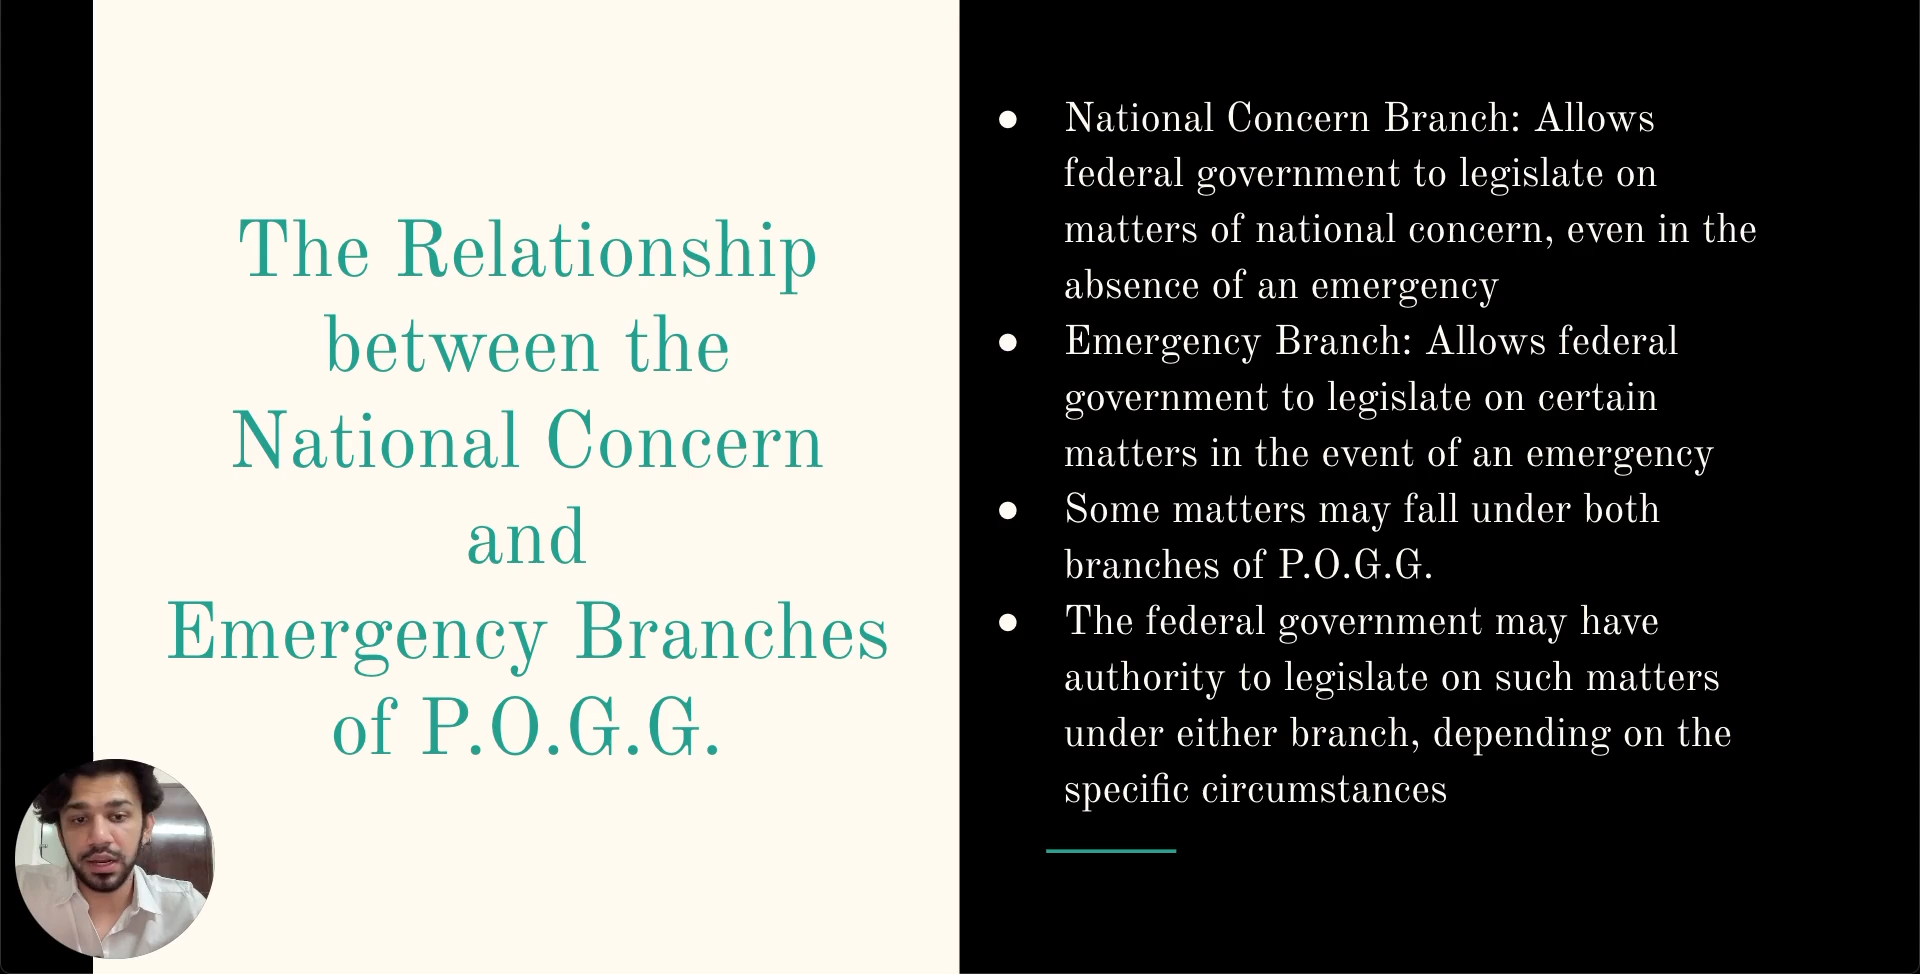 The Relationship
between the
National Concern
and
Emergency Branches
of P.O.G.G.
● National Concern Branch: Allows
federal government to legislate on
matters of national concern, even in the
absence of an emergency
● Emergency Branch: Allows federal
government to legislate on certain
matters in the event of an emergency
● Some matters may fall under both
branches of P.O.G.G.
● The federal government may have
authority to legislate on such matters
under either branch, depending on the
specific circumstances